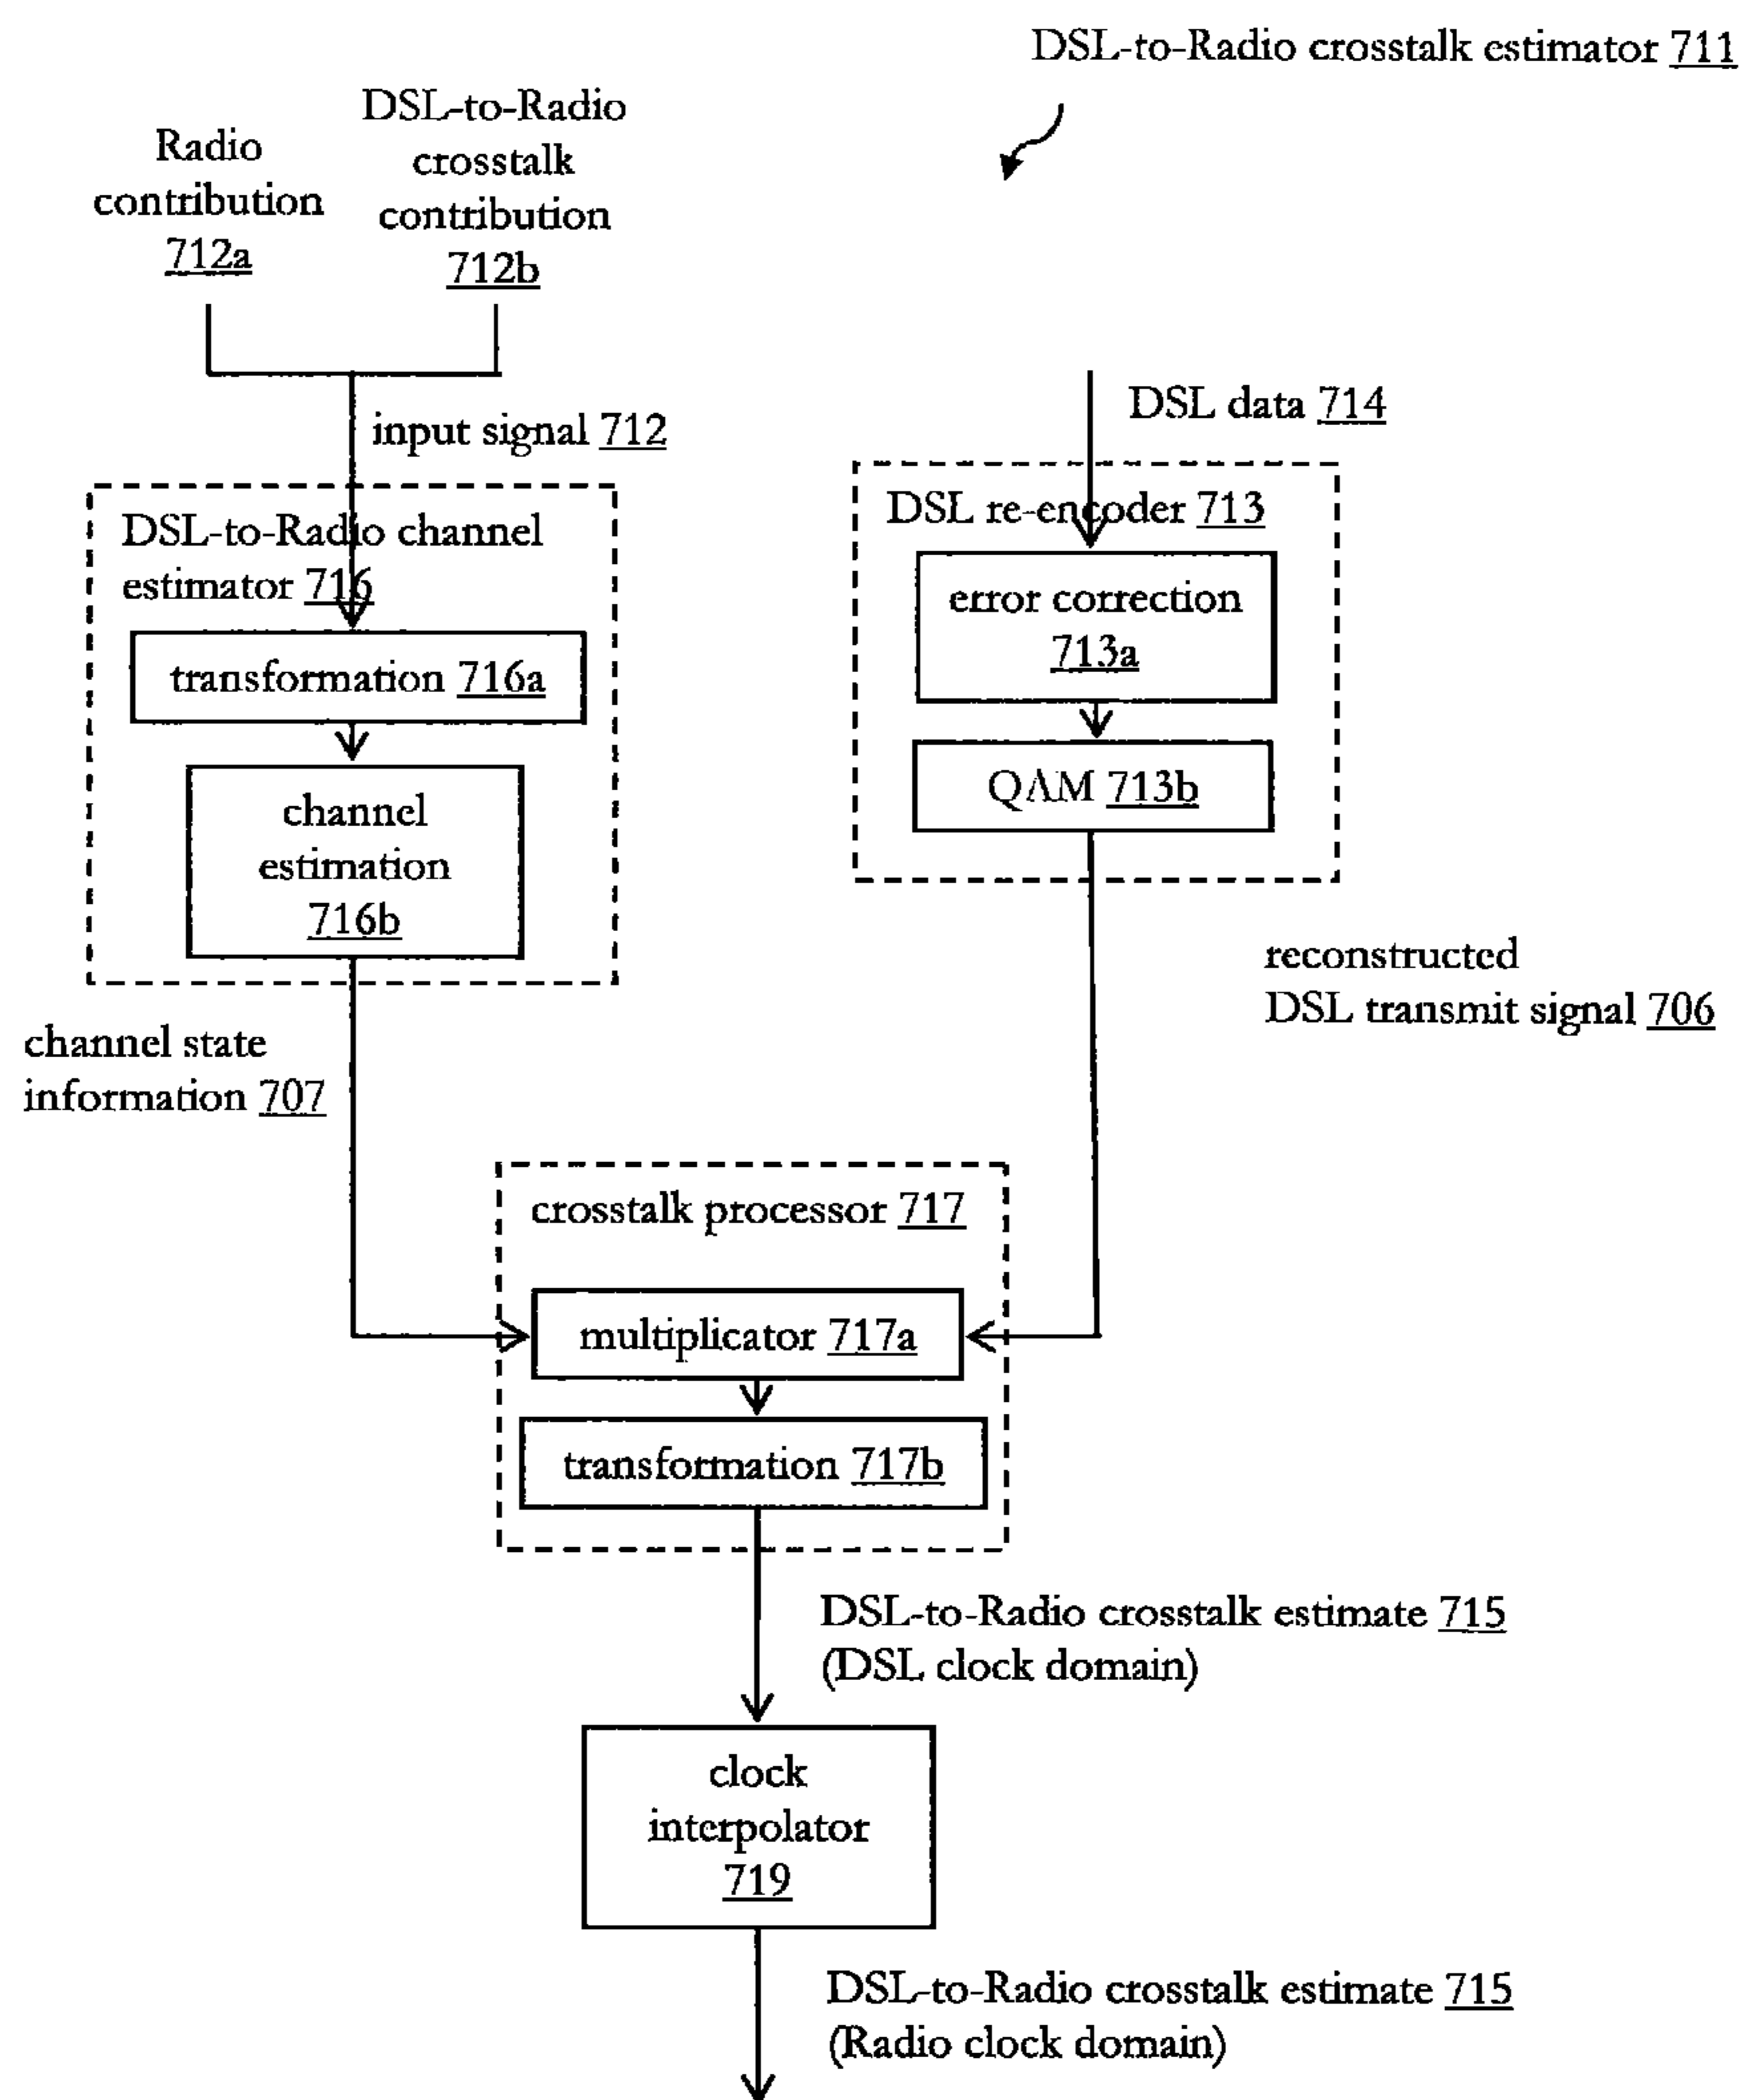 DSL-to-Radio crosstalk estimator 711
Radio
contribution
712a
DSL-to-Radio
crosstalk
contribution
712b
input signal 712
DSL data 714
DSL-to-Radio channel
estimator 716
transformation 716a
channel
estimation
716b
DSL re-encoder 713
error correction
713a
QAM 713b
channel state
information 707
reconstructed
DSL transmit signal 706
crosstalk processor 717
multiplicator 717a
transformation 717b
DSL-to-Radio crosstalk estimate 715
(DSL clock domain)
clock
interpolator
719
DSL-to-Radio crosstalk estimate 715
(Radio clock domain)